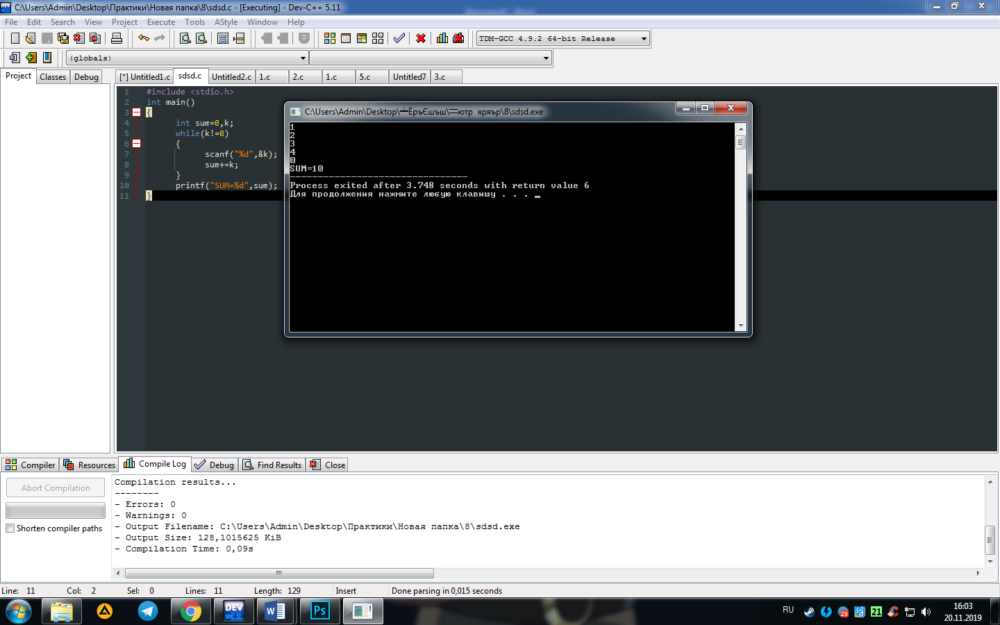 C:\Users\Admin\Desktop\Практики\Новая папка\8\sdsd.c - [Executing] - Dev-C++ 5.11
File Edit Search View Project Execute Tools AStyle Window Help
TDM-GCC 4.9.2 64-bit Release
(globals)
Project Classes Debug
[*] Untitled1.c sdsd.c Untitled2.c 1.c 2.c 1.c 5.c Untitled7 3.c
1 #include <stdio.h>
2 int main()
3 {
4 int sum=0,k;
5 while(k!=0)
6 {
7 scanf("%d",&k);
8 sum+=k;
9 }
10 printf("SUM=%d",sum);
11 }
C:\Users\Admin\Desktop\╧ЁръЄшъш\═ютр  яряър\8\sdsd.exe
1
2
3
4
0
SUM=10
--------------------------------
Process exited after 3.748 seconds with return value 6
Для продолжения нажмите любую клавишу . . .
Compiler Resources Compile Log Debug Find Results Close
Abort Compilation
Shorten compiler paths
Compilation results...
--------
- Errors: 0
- Warnings: 0
- Output Filename: C:\Users\Admin\Desktop\Практики\Новая папка\8\sdsd.exe
- Output Size: 128,1015625 KiB
- Compilation Time: 0,09s
Line: 11 Col: 2 Sel: 0 Lines: 11 Length: 129 Insert Done parsing in 0,015 seconds
DEV C++
W
Ps
RU
29
21
16:03
20.11.2019